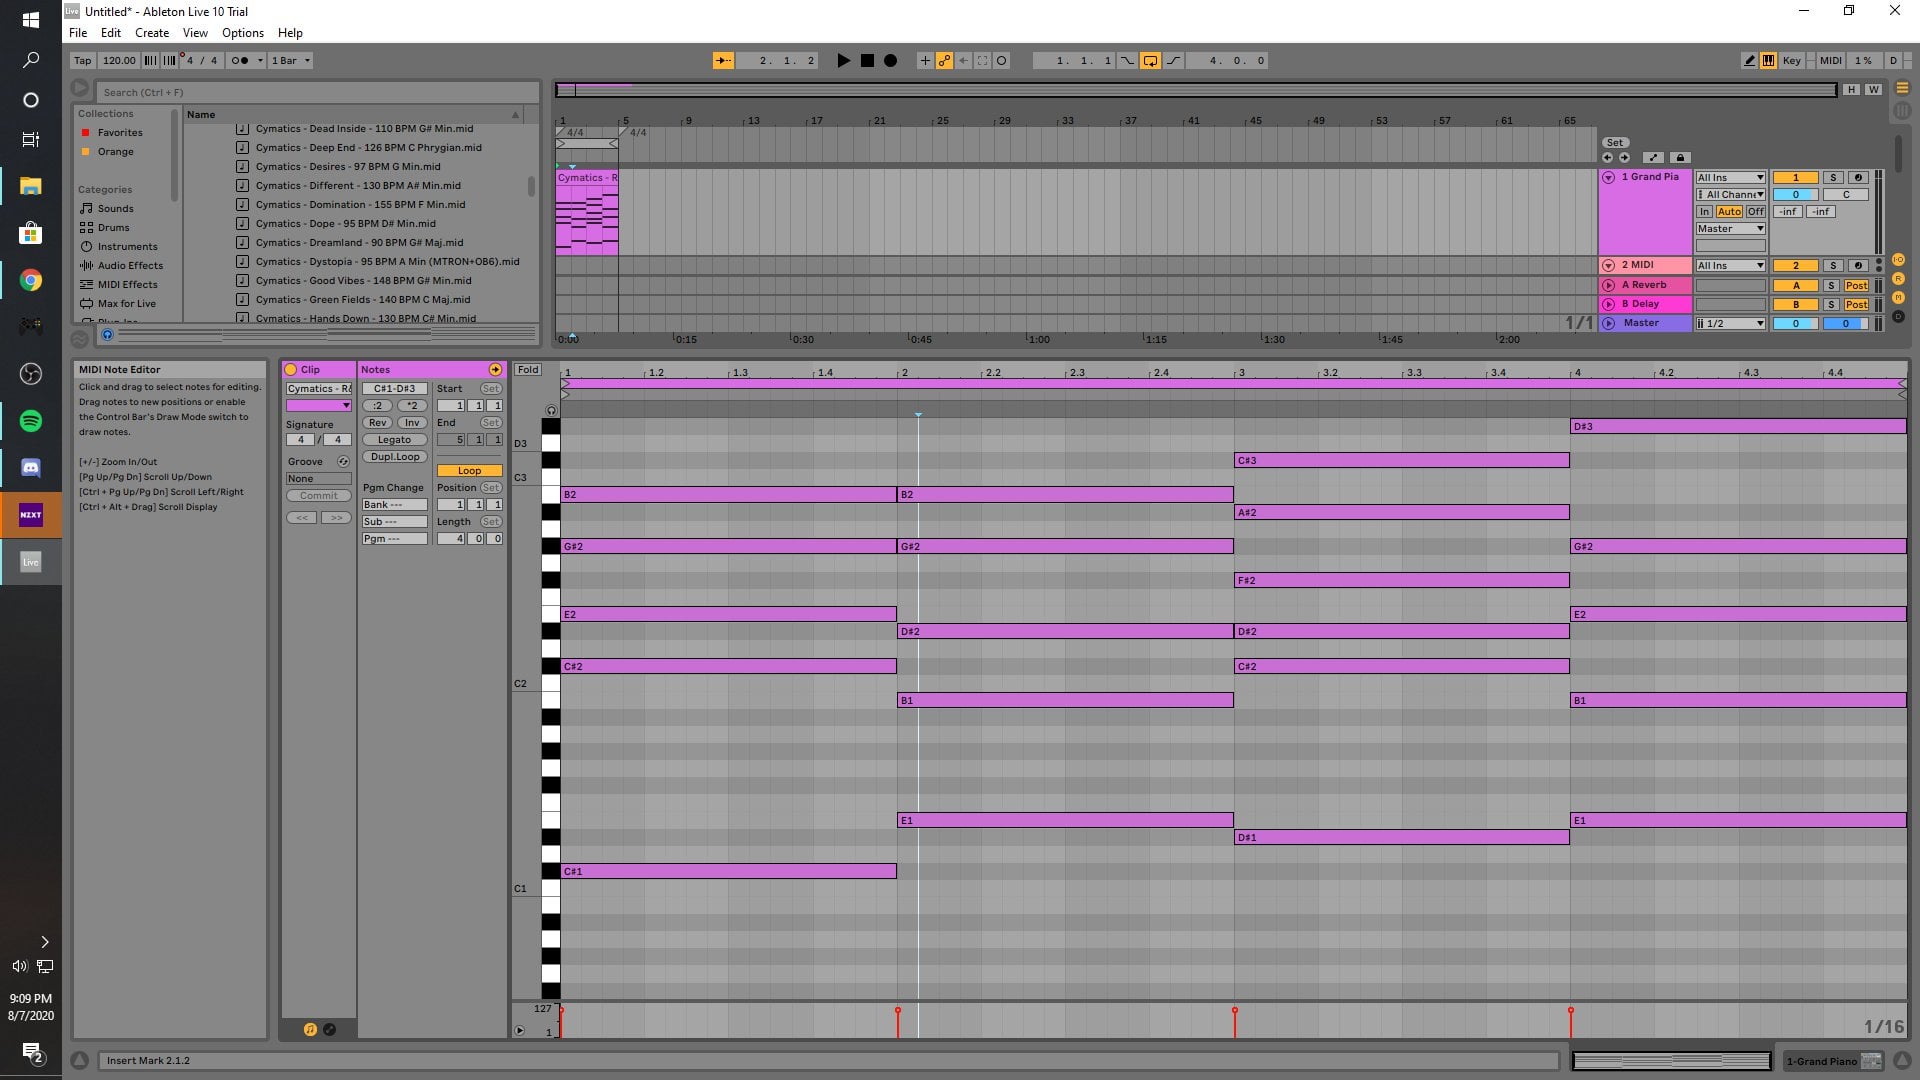 Untitled* - Ableton Live 10 Trial
File Edit Create View Options Help
Tap 120.00 4 / 4 1 Bar 2. 1. 2 1. 1. 1 4. 0. 0 Key MIDI 1 % D
Search (Ctrl + F)
Collections
Favorites
Orange
Categories
Sounds
Drums
Instruments
Audio Effects
MIDI Effects
Max for Live
Name
Cymatics - Dead Inside - 110 BPM G# Min.mid
Cymatics - Deep End - 126 BPM C Phrygian.mid
Cymatics - Desires - 97 BPM G Min.mid
Cymatics - Different - 130 BPM A# Min.mid
Cymatics - Domination - 155 BPM F Min.mid
Cymatics - Dope - 95 BPM D# Min.mid
Cymatics - Dreamland - 90 BPM G# Maj.mid
Cymatics - Dystopia - 95 BPM A Min (MTRON+OB6).mid
Cymatics - Good Vibes - 148 BPM G# Min.mid
Cymatics - Green Fields - 140 BPM C Maj.mid
Cymatics - Hands Down - 130 BPM C# Min.mid
H W
1 5 9 13 17 21 25 29 33 37 41 45 49 53 57 61 65
4/4 4/4
Set
Cymatics - R
1 Grand Pia All Ins 1 S
All Channe 0 C
In Auto Off -inf -inf
Master
2 MIDI All Ins 2 S
A Reverb A S Post
B Delay B S Post
Master 1/2 0 0
1/1
0:00 0:15 0:30 0:45 1:00 1:15 1:30 1:45 2:00
MIDI Note Editor
Click and drag to select notes for editing.
Drag notes to new positions or enable
the Control Bar's Draw Mode switch to
draw notes.
[+/-] Zoom In/Out
[Pg Up/Pg Dn] Scroll Up/Down
[Ctrl + Pg Up/Pg Dn] Scroll Left/Right
[Ctrl + Alt + Drag] Scroll Display
Clip
Cymatics - R&
Signature
4 / 4
Groove
None
Commit
<< >>
Notes
C#1-D#3
:2 *2
Rev Inv
Legato
Dupl.Loop
Pgm Change
Bank ---
Sub ---
Pgm ---
Start Set
1 1 1
End Set
5 1 1
Loop
Position Set
1 1 1
Length Set
4 0 0
Fold
1 1.2 1.3 1.4 2 2.2 2.3 2.4 3 3.2 3.3 3.4 4 4.2 4.3 4.4
D#3
D3
C#3
C3
B2 B2
A#2
G#2 G#2 G#2
F#2
E2 E2
D#2 D#2
C#2 C#2
C2
B1 B1
E1 E1
D#1
C#1
C1
127
1
1/16
Insert Mark 2.1.2
1-Grand Piano
NZXT
Live
9:09 PM
8/7/2020
2